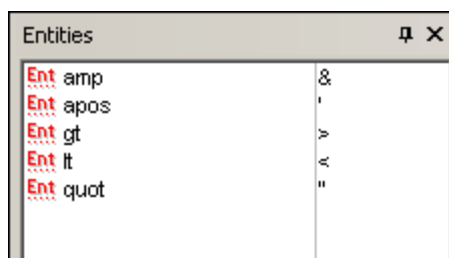 Entities
Ent amp &
Ent apos '
Ent gt >
Ent lt <
Ent quot "